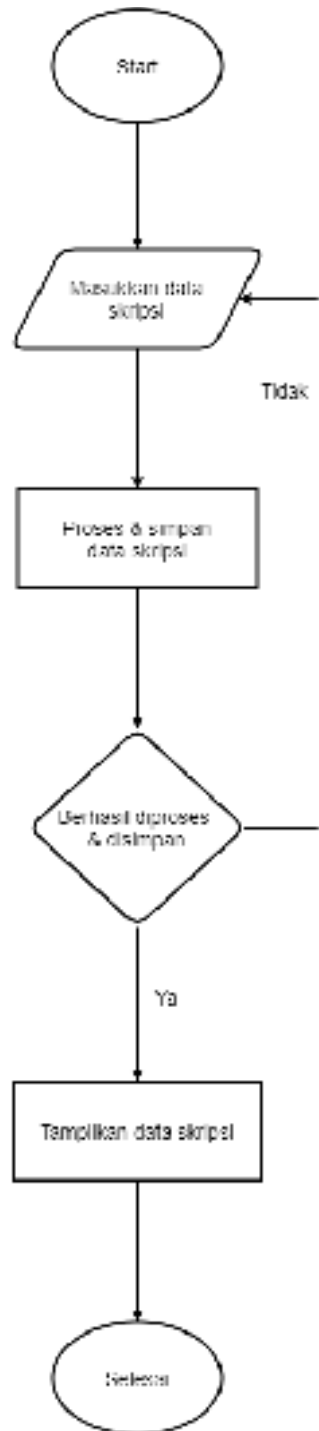 Start
Masukkan data
skripsi
Tidak
Proses & simpan
data skripsi
Berhasil diproses
& disimpan
Ya
Tampilkan data skripsi
Selesai